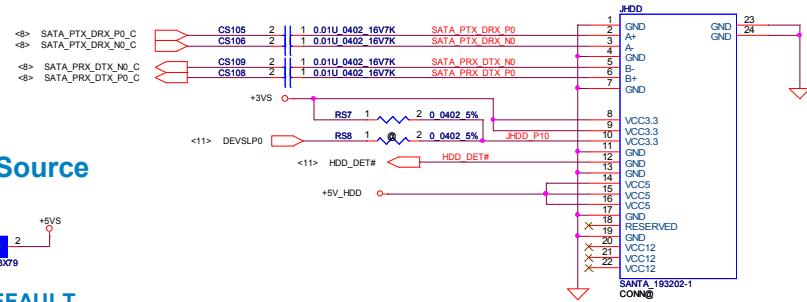 JHDD
<8> SATA_PTX_DRX_P0_C CS105 2 1 0.01U_0402_16V7K SATA_PTX_DRX_P0
<8> SATA_PTX_DRX_N0_C CS106 2 1 0.01U_0402_16V7K SATA_PTX_DRX_N0
<8> SATA_PRX_DTX_N0_C CS109 2 1 0.01U_0402_16V7K SATA_PRX_DTX_N0
<8> SATA_PRX_DTX_P0_C CS108 2 1 0.01U_0402_16V7K SATA_PRX_DTX_P0
1 GND GND 23
2 A+ GND 24
3 A-
4 GND
5 B-
6 B+
7 GND
+3VS
RS7 1 2 0_0402_5%
<11> DEVSLP0 RS8 1 @ 2 0_0402_5% JHDD_P10
<11> HDD_DET# HDD_DET#
+5V_HDD
8 VCC3.3
9 VCC3.3
10 VCC3.3
11 GND
12 GND
13 GND
14 VCC5
15 VCC5
16 VCC5
17 GND
18 RESERVED
19 GND
20 VCC12
21 VCC12
22 VCC12
SANTA_193202-1
CONN@
Source
+5VS
2
8X79
EFAULT